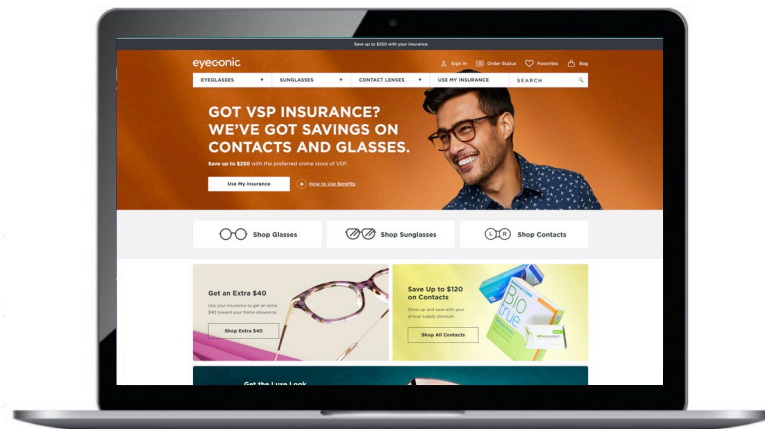 Save up to $250 with your insurance.
eyeconic
Sign In Order Status Favorites Bag
EYEGLASSES SUNGLASSES CONTACT LENSES USE MY INSURANCE SEARCH
GOT VSP INSURANCE?
WE'VE GOT SAVINGS ON
CONTACTS AND GLASSES.
Save up to $250 with the preferred online store of VSP.
Use My Insurance How to Use Benefits
Shop Glasses
Shop Sunglasses
L R Shop Contacts
Get an Extra $40
Use your insurance to get an extra
$40 toward your frame allowance.
Shop Extra $40
Save Up to $120
on Contacts
Stock up and save with your
annual supply discount.
Shop All Contacts
Bio
true
Get the Luxe Look